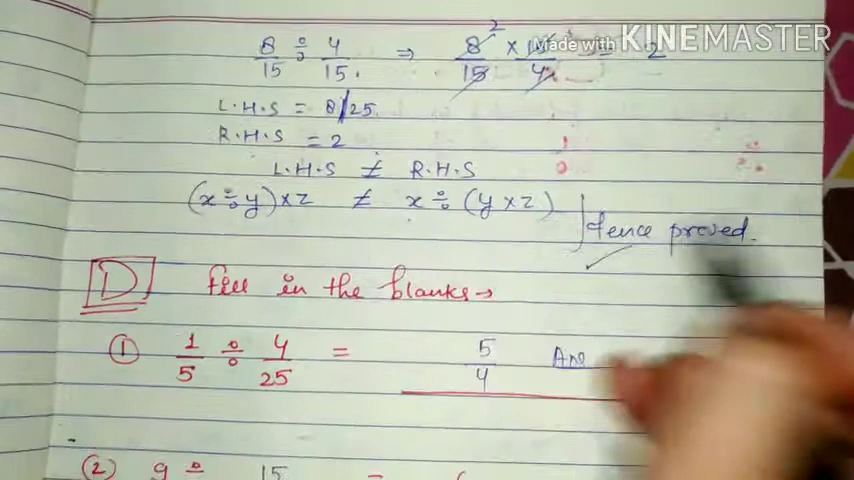 Made with KINEMASTER
8/15 ÷ 4/15 ⇒ 8/15 × 15/4 = 2
2
L.H.S = 8/25
R.H.S = 2
L.H.S ≠ R.H.S
(x ÷ y) × z ≠ x ÷ (y × z)
Hence proved.
D Fill in the blanks→
① 1/5 ÷ 4/25 = 5/4 Ans
② 9 ÷ 15 =